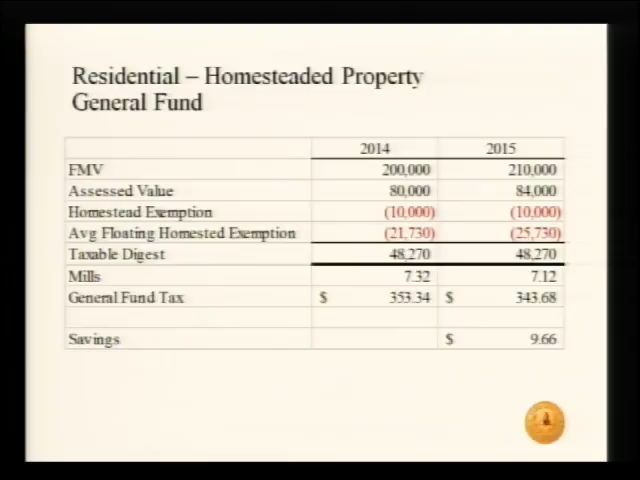 Residential – Homesteaded Property
General Fund
2014 2015
FMV 200,000 210,000
Assessed Value 80,000 84,000
Homestead Exemption (10,000) (10,000)
Avg Floating Homested Exemption (21,730) (25,730)
Taxable Digest 48,270 48,270
Mills 7.32 7.12
General Fund Tax $ 353.34 $ 343.68
Savings $ 9.66